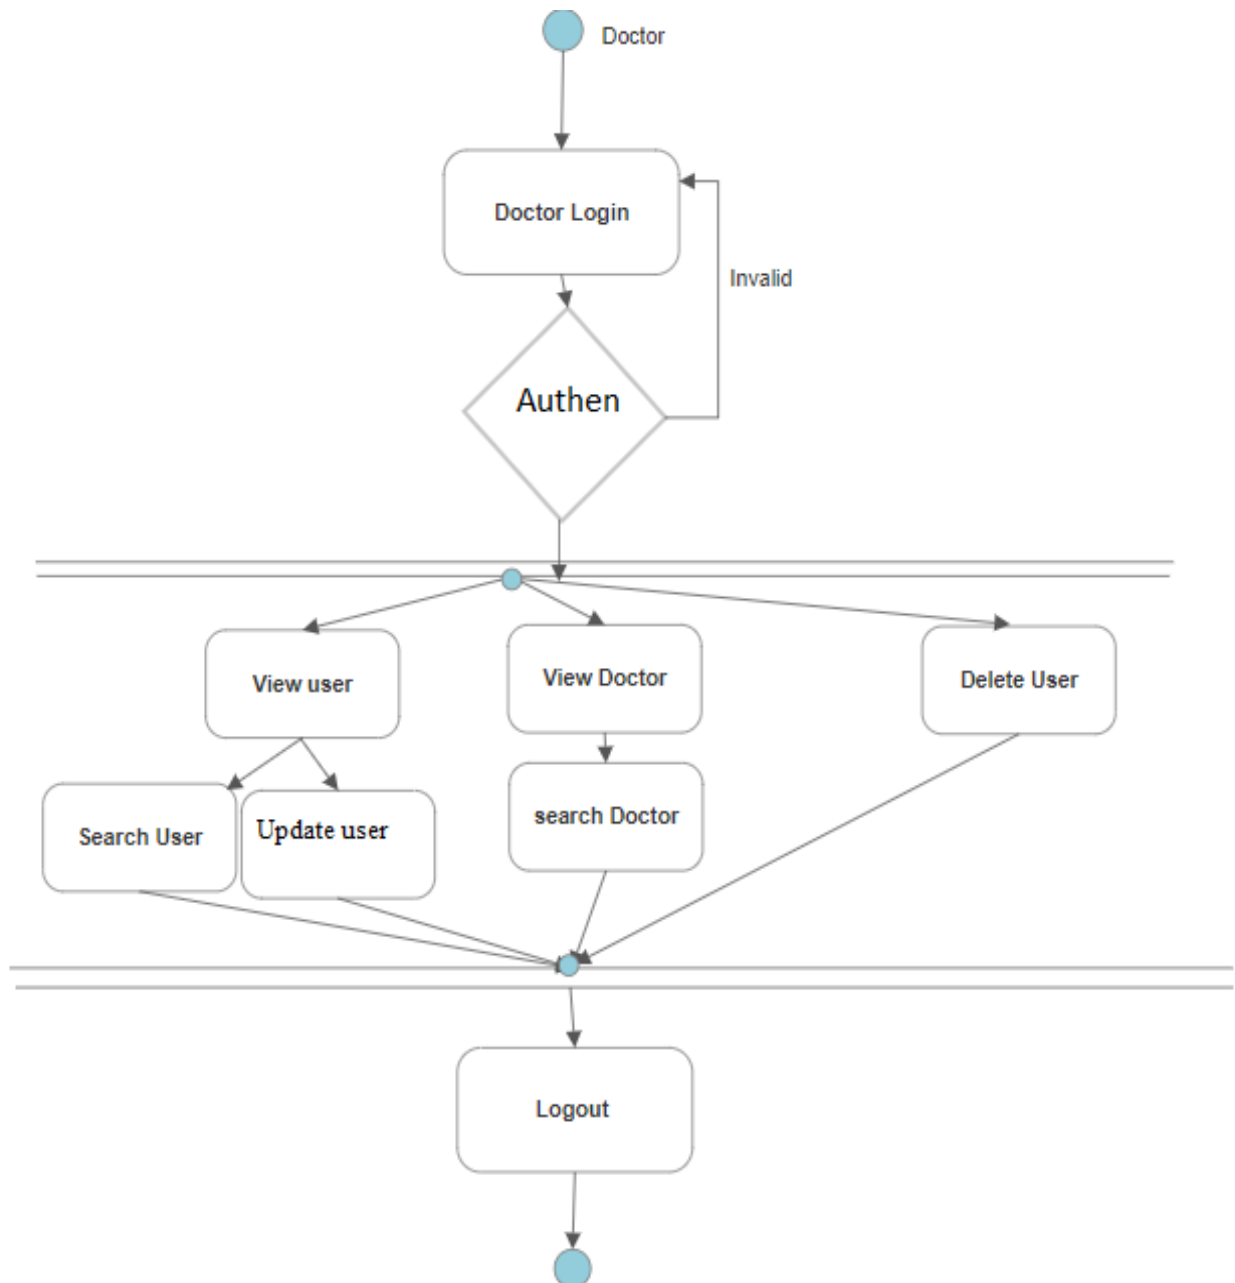 Doctor
Doctor Login
Invalid
Authen
View user
View Doctor
Delete User
Search User
Update user
search Doctor
Logout